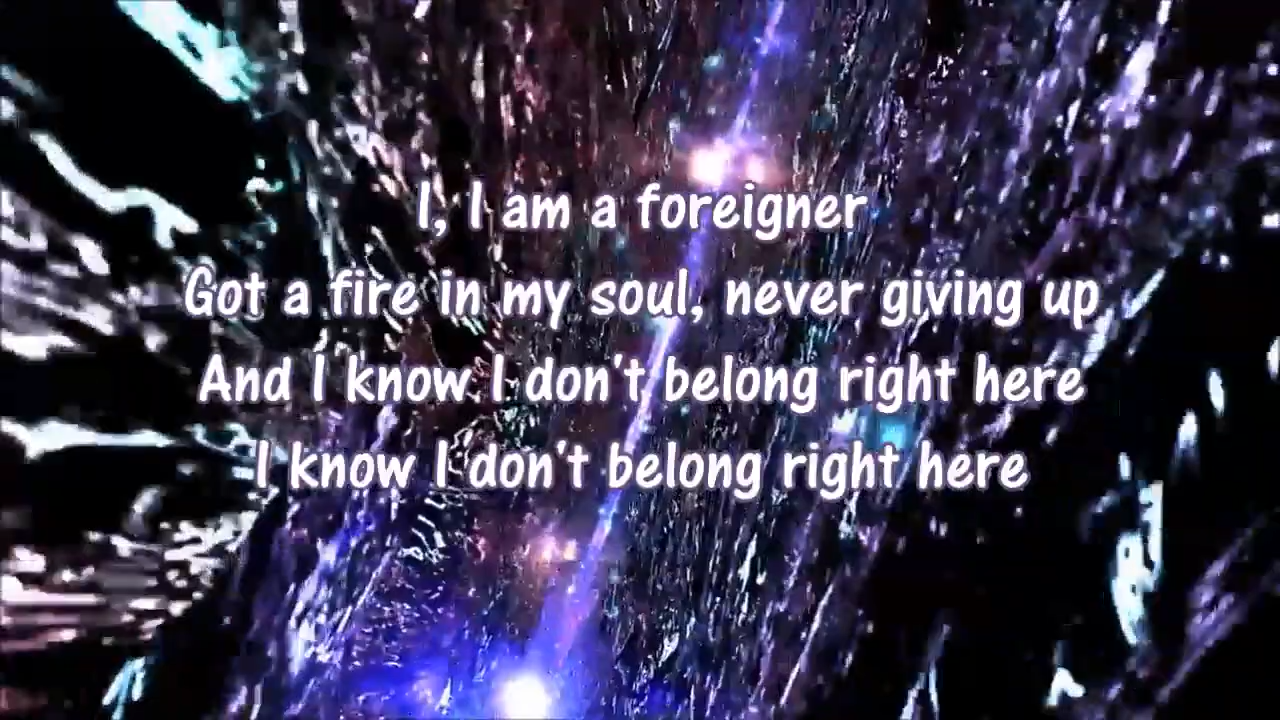 I, I am a foreigner
Got a fire in my soul, never giving up
And I know I don't belong right here
I know I don't belong right here